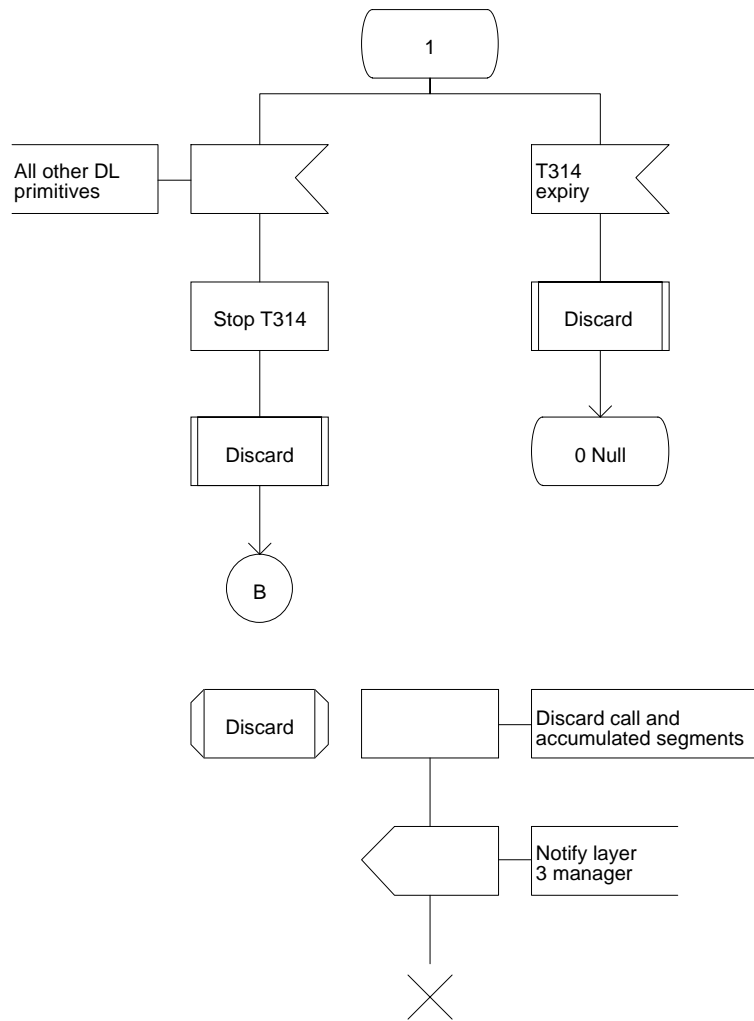 1
All other DL
primitives
T314
expiry
Stop T314
Discard
Discard
0 Null
B
Discard
Discard call and
accumulated segments
Notify layer
3 manager